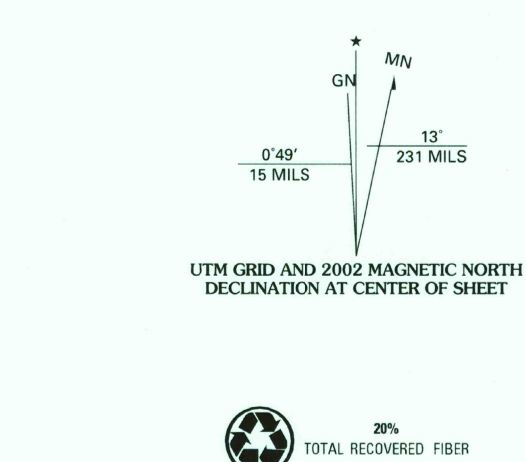 ★
MN
GN
13°
231 MILS
0°49′
15 MILS
UTM GRID AND 2002 MAGNETIC NORTH
DECLINATION AT CENTER OF SHEET
20%
TOTAL RECOVERED FIBER